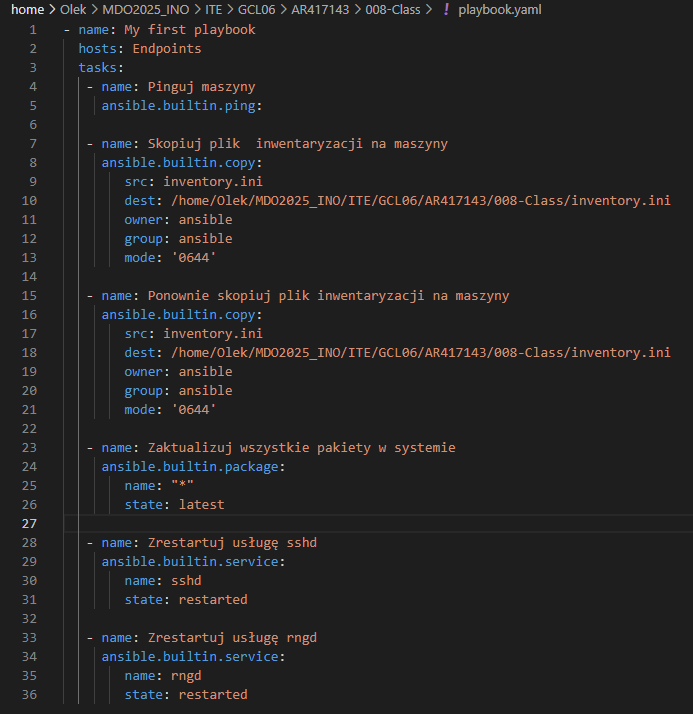 home > Olek > MDO2025_INO > ITE > GCL06 > AR417143 > 008-Class > ! playbook.yaml
1 - name: My first playbook
2   hosts: Endpoints
3   tasks:
4    - name: Pinguj maszyny
5      ansible.builtin.ping:
6
7    - name: Skopiuj plik  inwentaryzacji na maszyny
8      ansible.builtin.copy:
9         src: inventory.ini
10        dest: /home/Olek/MDO2025_INO/ITE/GCL06/AR417143/008-Class/inventory.ini
11        owner: ansible
12        group: ansible
13        mode: '0644'
14
15   - name: Ponownie skopiuj plik inwentaryzacji na maszyny
16     ansible.builtin.copy:
17        src: inventory.ini
18        dest: /home/Olek/MDO2025_INO/ITE/GCL06/AR417143/008-Class/inventory.ini
19        owner: ansible
20        group: ansible
21        mode: '0644'
22
23   - name: Zaktualizuj wszystkie pakiety w systemie
24     ansible.builtin.package:
25        name: "*"
26        state: latest
27
28   - name: Zrestartuj usługę sshd
29     ansible.builtin.service:
30        name: sshd
31        state: restarted
32
33   - name: Zrestartuj usługę rngd
34     ansible.builtin.service:
35        name: rngd
36        state: restarted